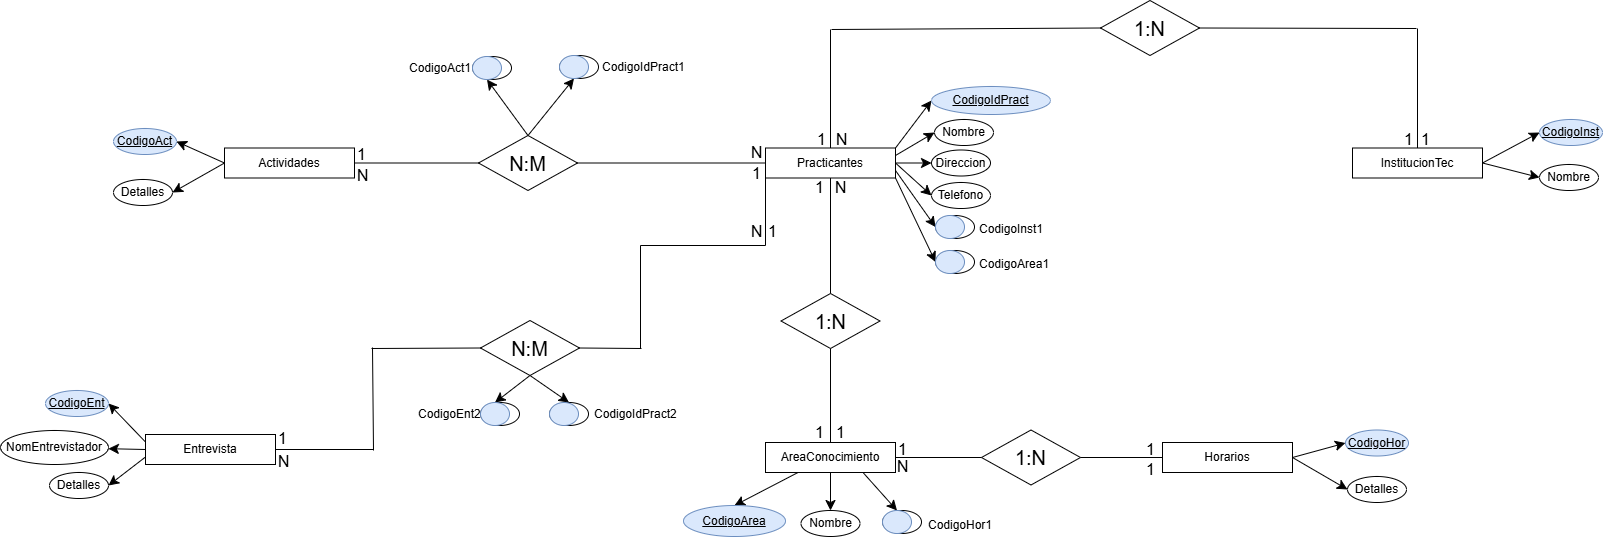 1:N
CodigoAct1
CodigoIdPract1
CodigoIdPract
Nombre
Direccion
Telefono
CodigoInst1
CodigoArea1
CodigoAct
Detalles
Actividades
1
N
N:M
N
1
Practicantes
1 N
1 N
1 1
InstitucionTec
CodigoInst
Nombre
N 1
1:N
N:M
CodigoEnt2
CodigoIdPract2
CodigoEnt
NomEntrevistador
Detalles
Entrevista
1
N
1 1
AreaConocimiento
1
N
1:N
1
1
Horarios
CodigoHor
Detalles
CodigoArea
Nombre
CodigoHor1